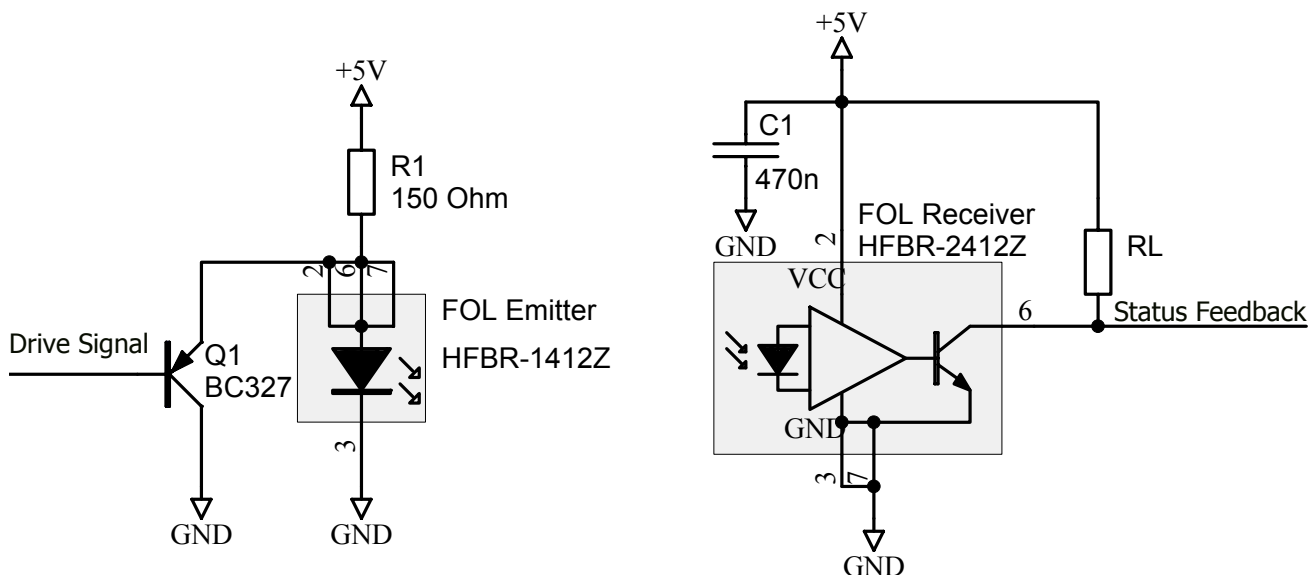 +5V
R1
150 Ohm
2
6
7
FOL Emitter
HFBR-1412Z
Drive Signal
Q1
BC327
3
GND
GND
+5V
C1
470n
GND
2
FOL Receiver
HFBR-2412Z
RL
VCC
6
Status Feedback
GND
3
7
GND